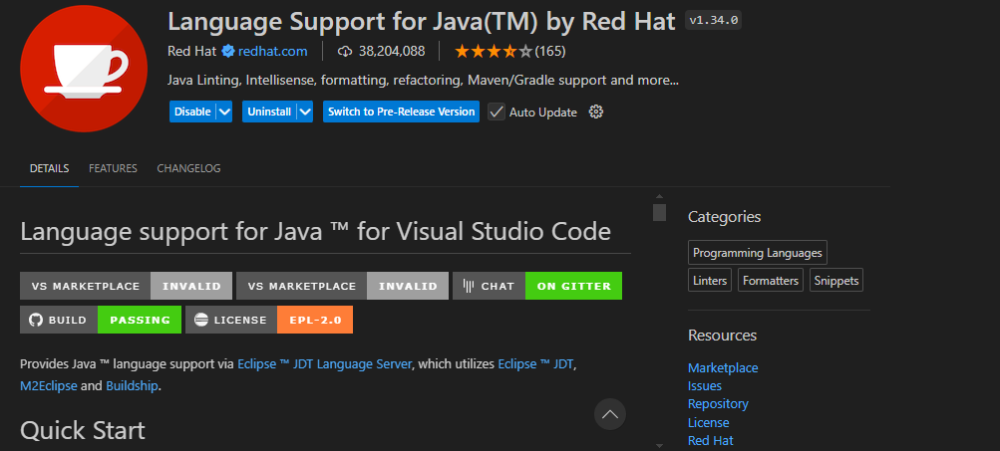 Language Support for Java(TM) by Red Hat v1.34.0
Red Hat redhat.com 38,204,088 (165)
Java Linting, Intellisense, formatting, refactoring, Maven/Gradle support and more...
Disable Uninstall Switch to Pre-Release Version Auto Update
DETAILS FEATURES CHANGELOG
Language support for Java ™ for Visual Studio Code
VS MARKETPLACE INVALID VS MARKETPLACE INVALID CHAT ON GITTER
BUILD PASSING LICENSE EPL-2.0
Provides Java ™ language support via Eclipse ™ JDT Language Server, which utilizes Eclipse ™ JDT,
M2Eclipse and Buildship.
Quick Start
Categories
Programming Languages
Linters Formatters Snippets
Resources
Marketplace
Issues
Repository
License
Red Hat